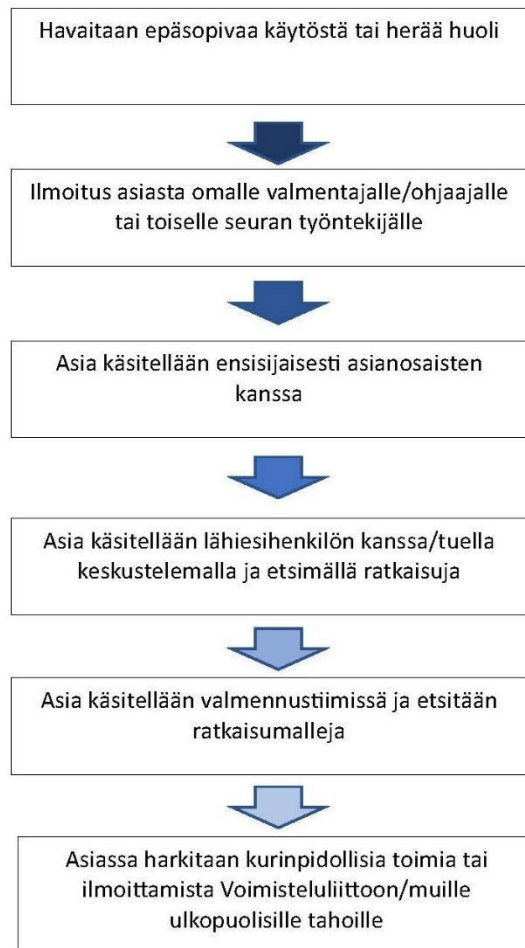 Havaitaan epäsopivaa käytöstä tai herää huoli
Ilmoitus asiasta omalle valmentajalle/ohjaajalle
tai toiselle seuran työntekijälle
Asia käsitellään ensisijaisesti asianosaisten
kanssa
Asia käsitellään lähiesihenkilön kanssa/tuella
keskustelemalla ja etsimällä ratkaisuja
Asia käsitellään valmennustiimissä ja etsitään
ratkaisumalleja
Asiassa harkitaan kurinpidollisia toimia tai
ilmoittamista Voimisteluliittoon/muille
ulkopuolisille tahoille